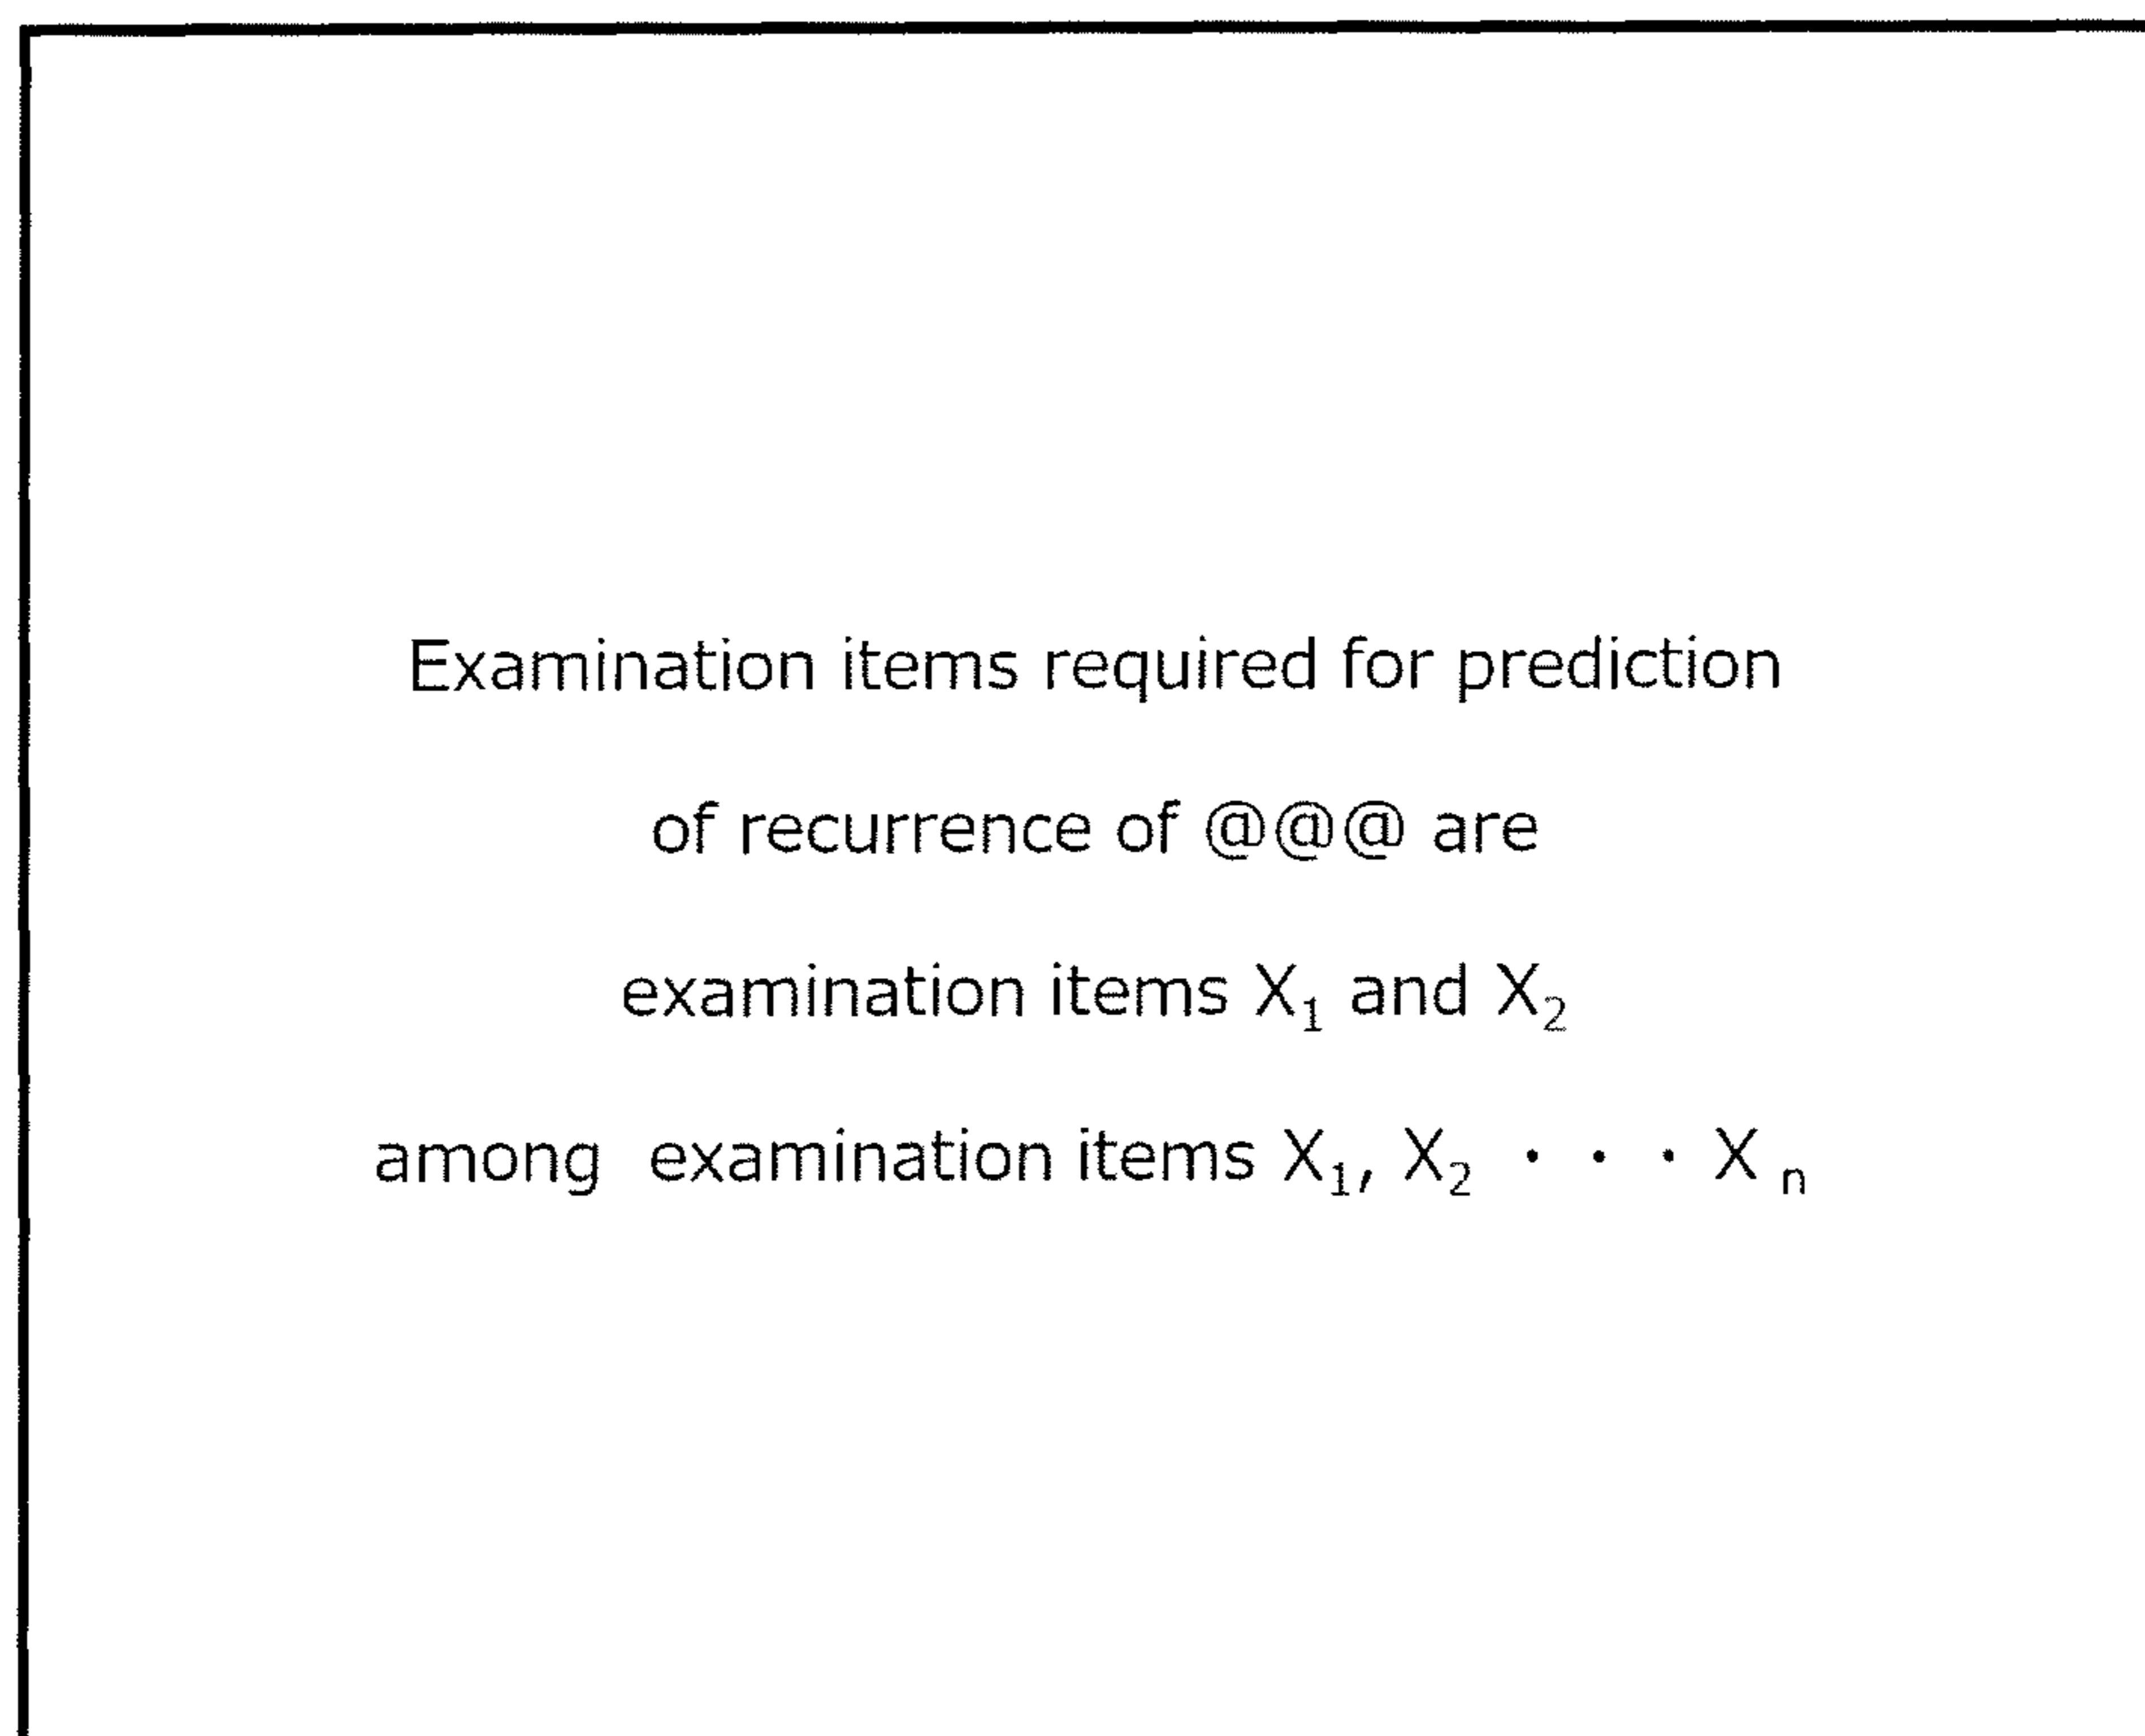 Examination items required for prediction
of recurrence of @@@ are
examination items X₁ and X₂
among examination items X₁, X₂ ・ ・ ・ X n